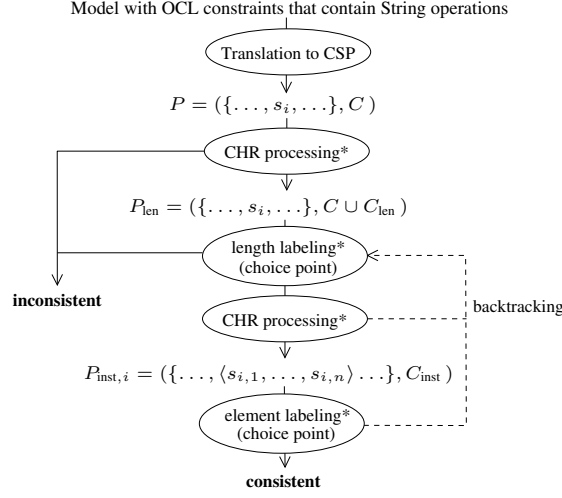 Model with OCL constraints that contain String operations
Translation to CSP
P = ({. . . , s_i, . . .}, C )
CHR processing*
P_len = ({. . . , s_i, . . .}, C ∪ C_len )
length labeling*
(choice point)
inconsistent
backtracking
CHR processing*
P_inst,i = ({. . . , ⟨s_i,1, . . . , s_i,n⟩ . . .}, C_inst )
element labeling*
(choice point)
consistent